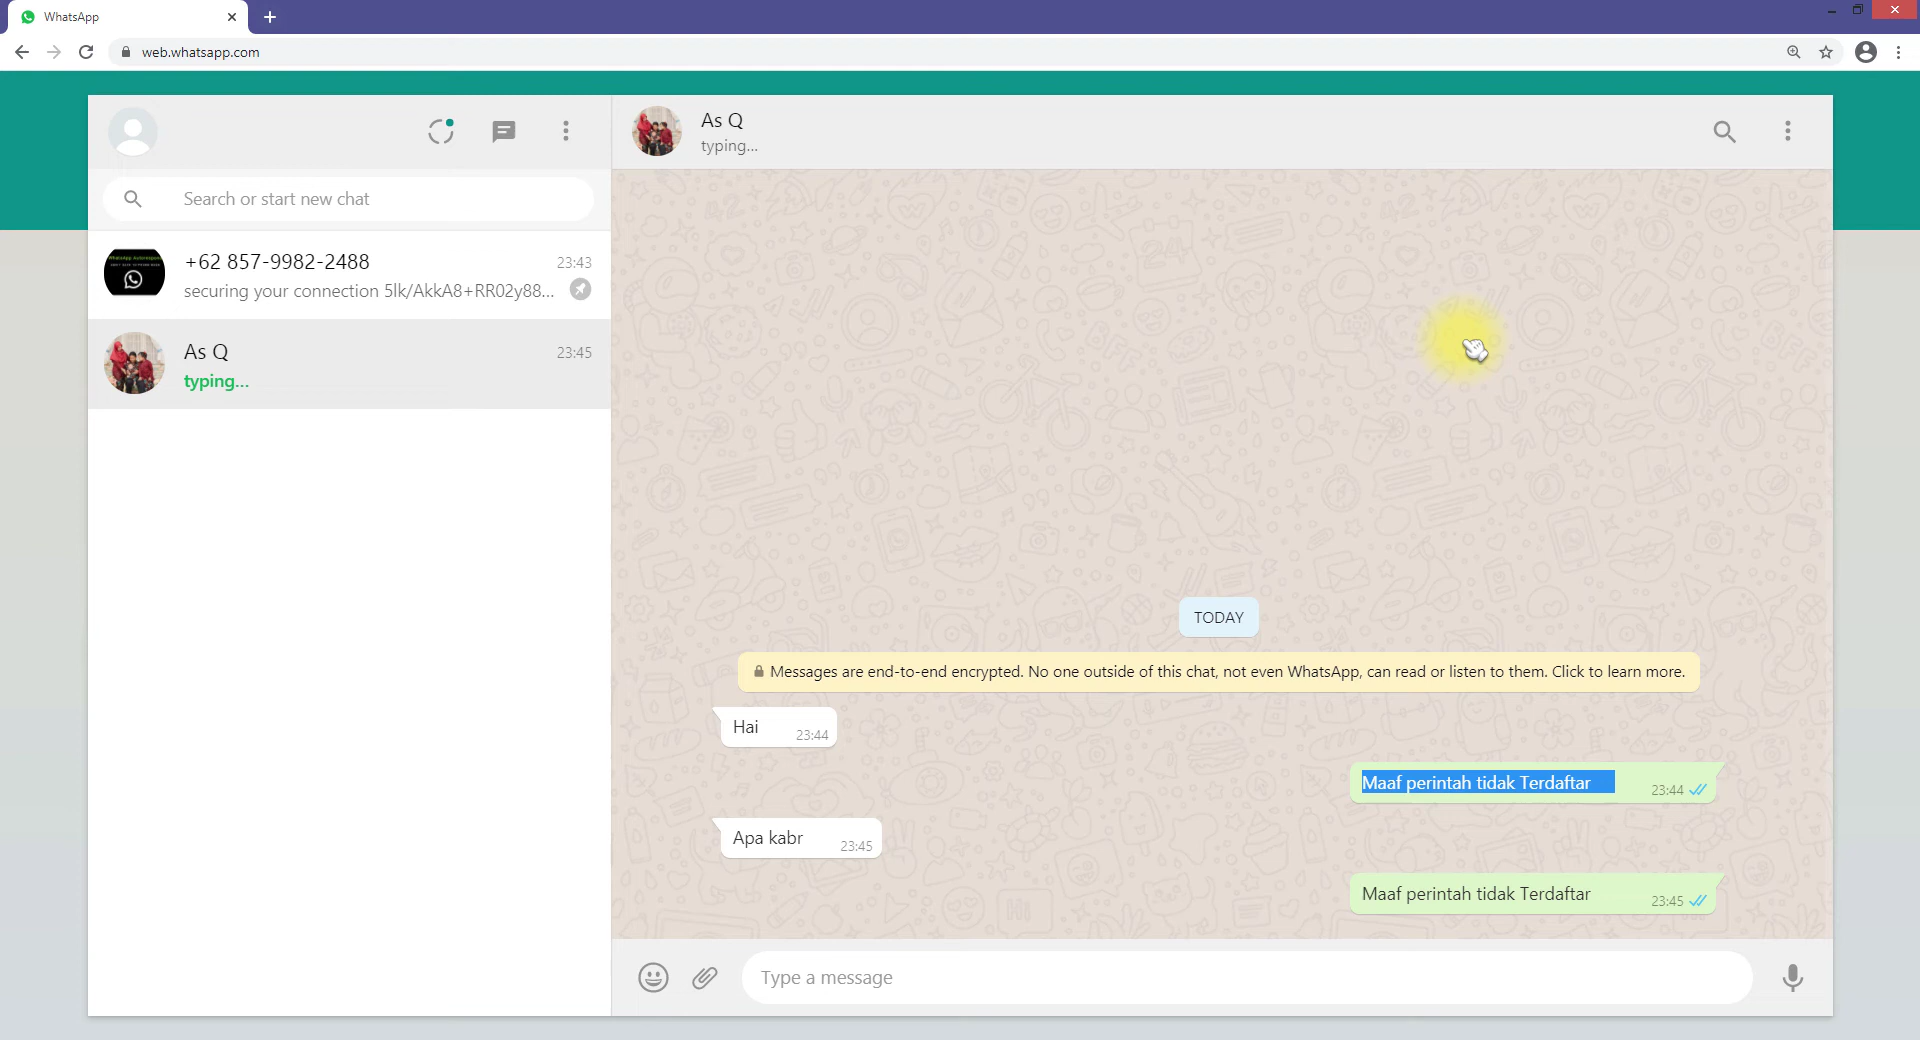 WhatsApp
web.whatsapp.com
Search or start new chat
+62 857-9982-2488
23:43
securing your connection 5lk/AkkA8+RR02y88...
As Q
23:45
typing...
As Q
typing...
TODAY
Messages are end-to-end encrypted. No one outside of this chat, not even WhatsApp, can read or listen to them. Click to learn more.
Hai
23:44
Maaf perintah tidak Terdaftar
23:44
Apa kabr
23:45
Maaf perintah tidak Terdaftar
23:45
Type a message